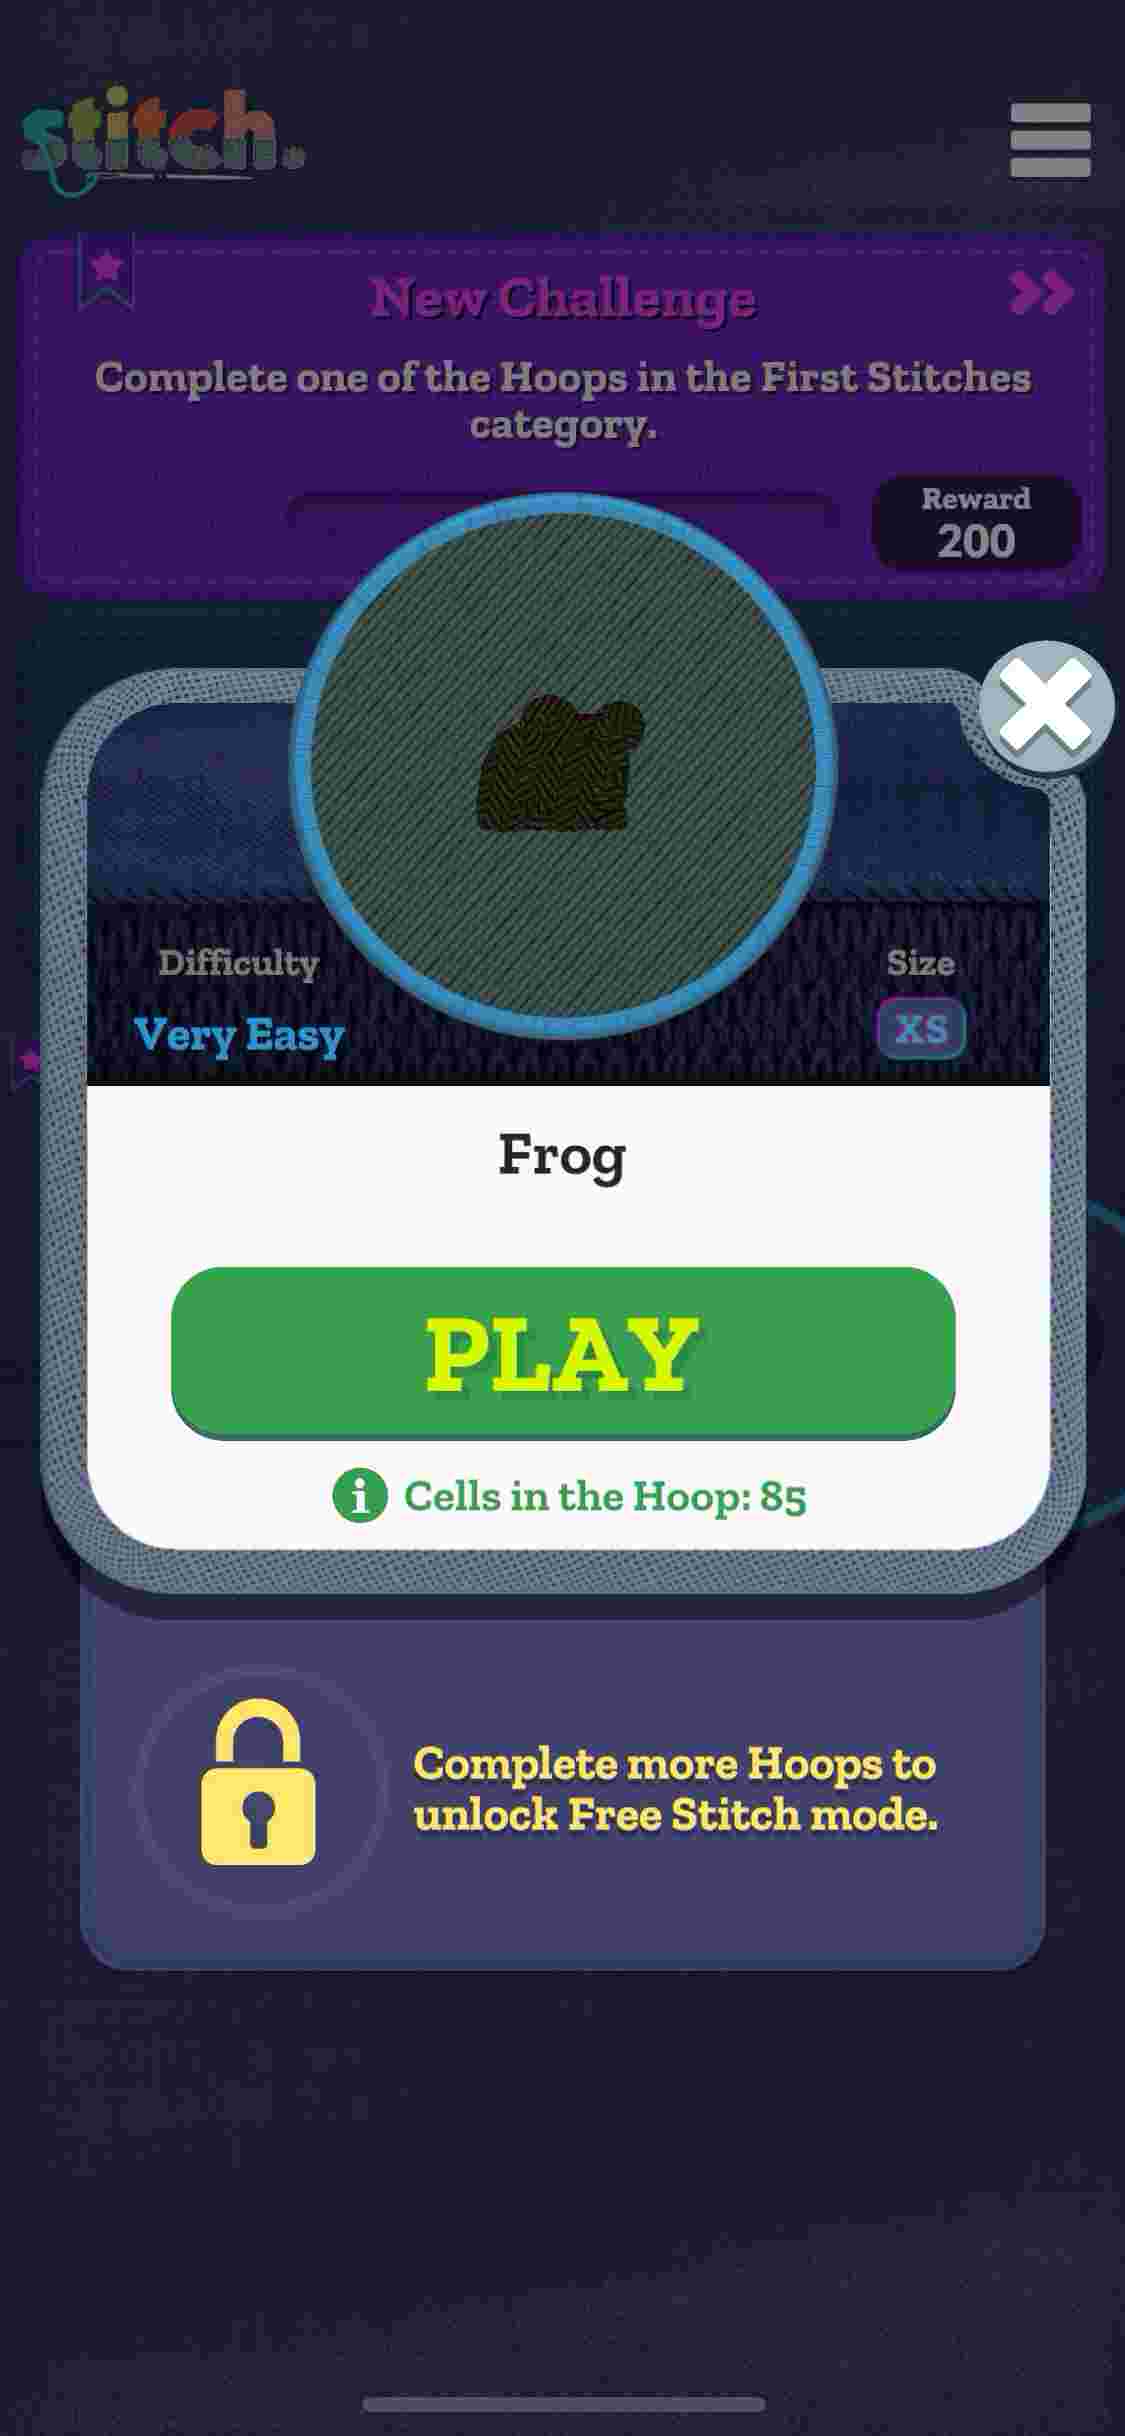 stitch.
New Challenge
Complete one of the Hoops in the First Stitches
category.
Reward
200
Difficulty
Very Easy
Size
XS
Frog
PLAY
i Cells in the Hoop: 85
Complete more Hoops to
unlock Free Stitch mode.